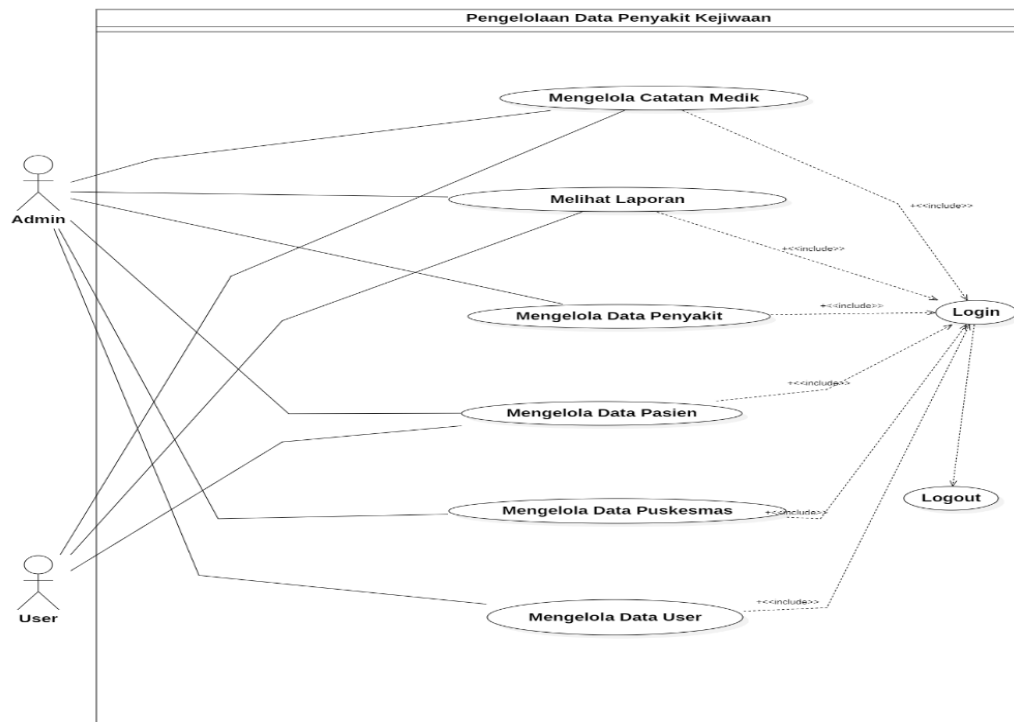 Pengelolaan Data Penyakit Kejiwaan
Mengelola Catatan Medik
Admin
Melihat Laporan
+<<include>>
+<<include>>
Mengelola Data Penyakit
+<<include>>
Login
Mengelola Data Pasien
+<<include>>
Mengelola Data Puskesmas
+<<include>>
Logout
User
Mengelola Data User
+<<include>>